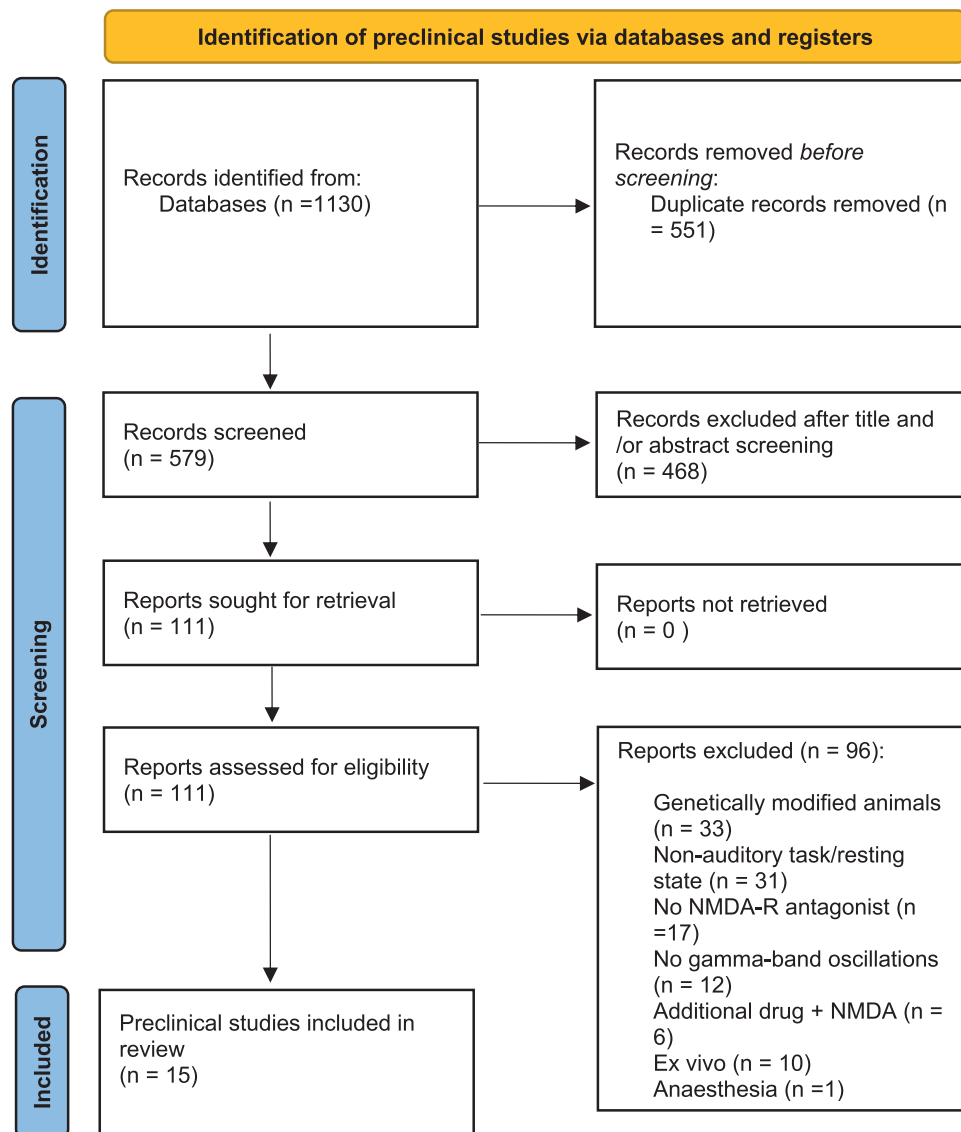 Identification of preclinical studies via databases and registers
Identification
Records identified from:
Databases (n =1130)
Records removed before
screening:
Duplicate records removed (n
= 551)
Screening
Records screened
(n = 579)
Records excluded after title and
/or abstract screening
(n = 468)
Reports sought for retrieval
(n = 111)
Reports not retrieved
(n = 0 )
Reports assessed for eligibility
(n = 111)
Reports excluded (n = 96):
Genetically modified animals
(n = 33)
Non-auditory task/resting
state (n = 31)
No NMDA-R antagonist (n
=17)
No gamma-band oscillations
(n = 12)
Additional drug + NMDA (n =
6)
Ex vivo (n = 10)
Anaesthesia (n =1)
Included
Preclinical studies included in
review
(n = 15)